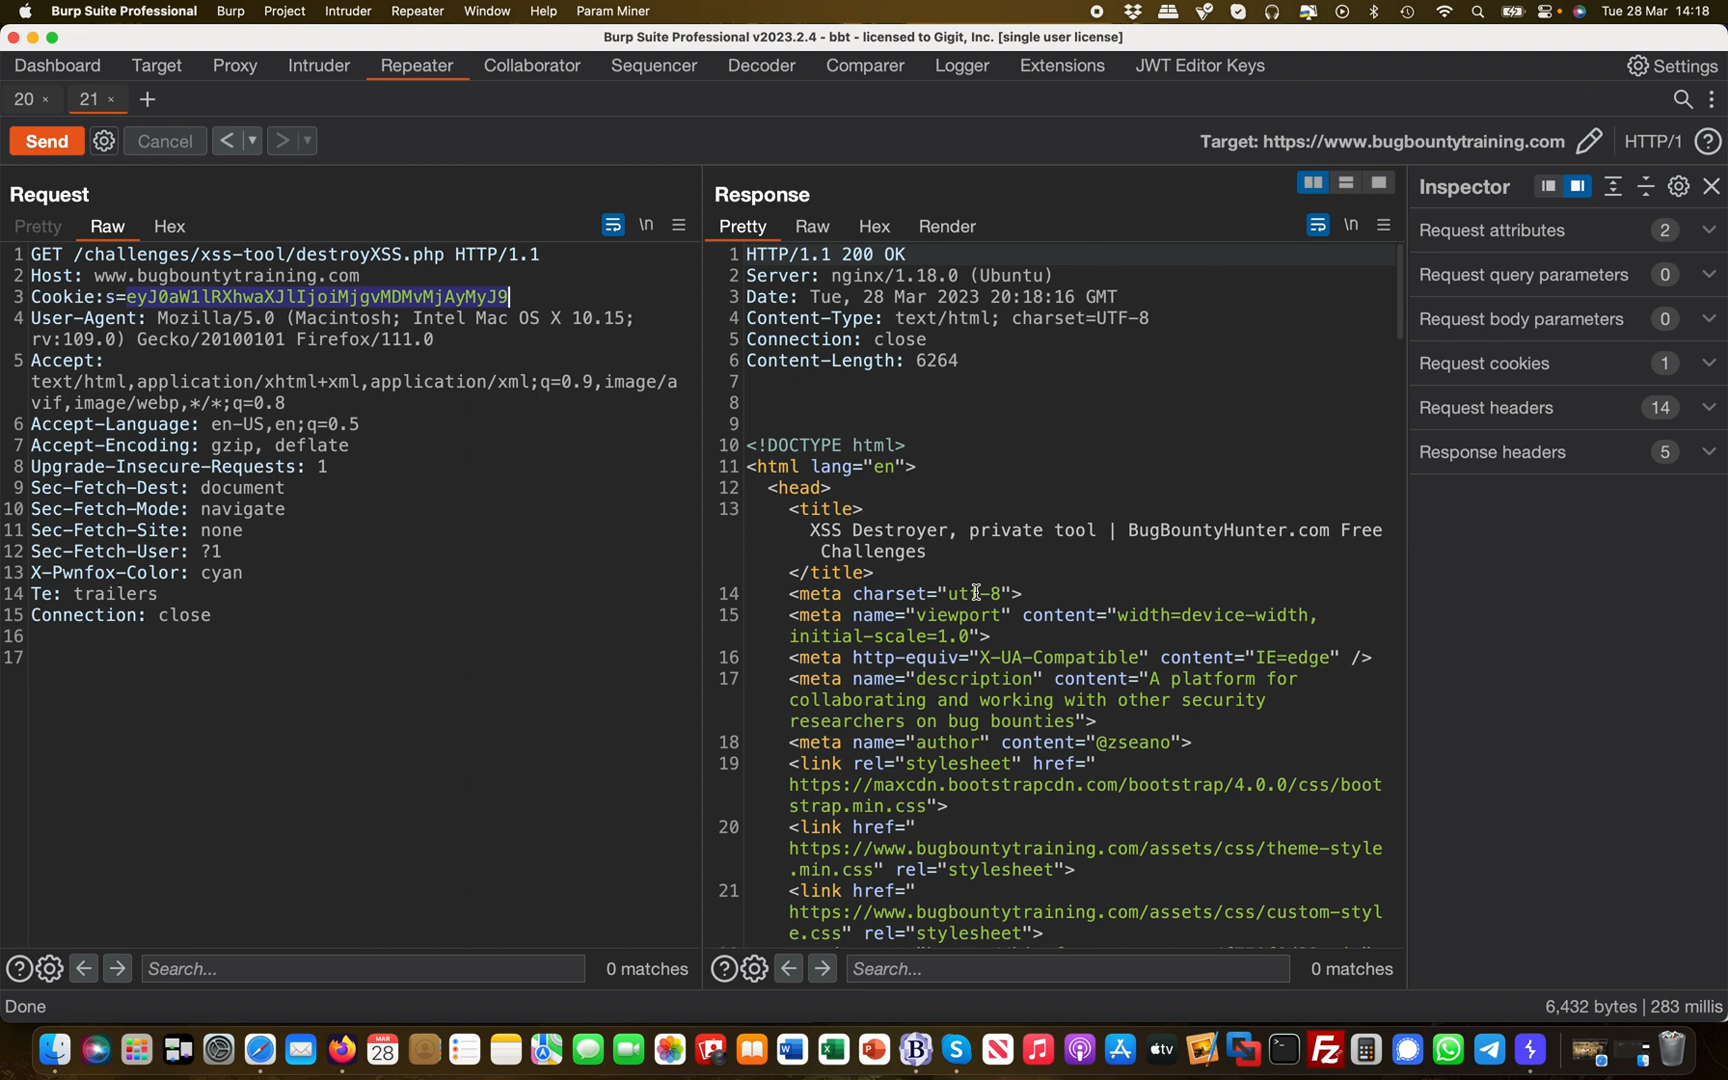 Burp Suite Professional Burp Project Intruder Repeater Window Help Param Miner Tue 28 Mar 14:18
Burp Suite Professional v2023.2.4 - bbt - licensed to Gigit, Inc. [single user license]
Dashboard Target Proxy Intruder Repeater Collaborator Sequencer Decoder Comparer Logger Extensions JWT Editor Keys Settings
20 × 21 × +
Send Cancel < > Target: https://www.bugbountytraining.com HTTP/1 ?
Request
Pretty Raw Hex \n
1 GET /challenges/xss-tool/destroyXSS.php HTTP/1.1
2 Host: www.bugbountytraining.com
3 Cookie:s=eyJ0aW1lRXhwaXJlIjoiMjgvMDMvMjAyMyJ9
4 User-Agent: Mozilla/5.0 (Macintosh; Intel Mac OS X 10.15;
rv:109.0) Gecko/20100101 Firefox/111.0
5 Accept:
text/html,application/xhtml+xml,application/xml;q=0.9,image/a
vif,image/webp,*/*;q=0.8
6 Accept-Language: en-US,en;q=0.5
7 Accept-Encoding: gzip, deflate
8 Upgrade-Insecure-Requests: 1
9 Sec-Fetch-Dest: document
10 Sec-Fetch-Mode: navigate
11 Sec-Fetch-Site: none
12 Sec-Fetch-User: ?1
13 X-Pwnfox-Color: cyan
14 Te: trailers
15 Connection: close
16
17
? Search... 0 matches
Response
Pretty Raw Hex Render \n
1 HTTP/1.1 200 OK
2 Server: nginx/1.18.0 (Ubuntu)
3 Date: Tue, 28 Mar 2023 20:18:16 GMT
4 Content-Type: text/html; charset=UTF-8
5 Connection: close
6 Content-Length: 6264
7
8
9
10 <!DOCTYPE html>
11 <html lang="en">
12 <head>
13 <title>
XSS Destroyer, private tool | BugBountyHunter.com Free
Challenges
</title>
14 <meta charset="utf-8">
15 <meta name="viewport" content="width=device-width,
initial-scale=1.0">
16 <meta http-equiv="X-UA-Compatible" content="IE=edge" />
17 <meta name="description" content="A platform for
collaborating and working with other security
researchers on bug bounties">
18 <meta name="author" content="@zseano">
19 <link rel="stylesheet" href="
https://maxcdn.bootstrapcdn.com/bootstrap/4.0.0/css/boot
strap.min.css">
20 <link href="
https://www.bugbountytraining.com/assets/css/theme-style
.min.css" rel="stylesheet">
21 <link href="
https://www.bugbountytraining.com/assets/css/custom-styl
e.css" rel="stylesheet">
? Search... 0 matches
Inspector
Request attributes 2
Request query parameters 0
Request body parameters 0
Request cookies 1
Request headers 14
Response headers 5
Done 6,432 bytes | 283 millis
MAR
28
tv